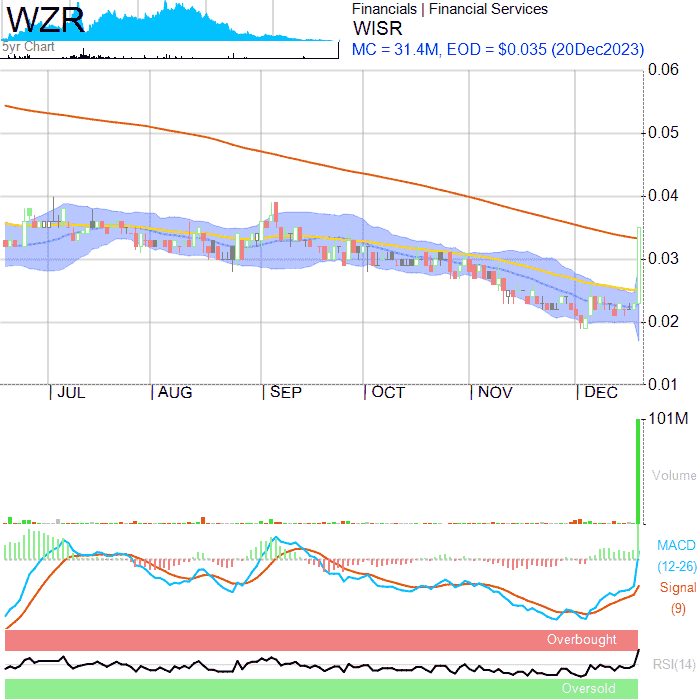 WZR
5yr Chart
Financials | Financial Services
WISR
MC = 31.4M, EOD = $0.035 (20Dec2023)
0.06
0.05
0.04
0.03
0.02
0.01
JUL AUG SEP OCT NOV DEC
101M
Volume
MACD
(12-26)
Signal
(9)
Overbought
RSI(14)
Oversold